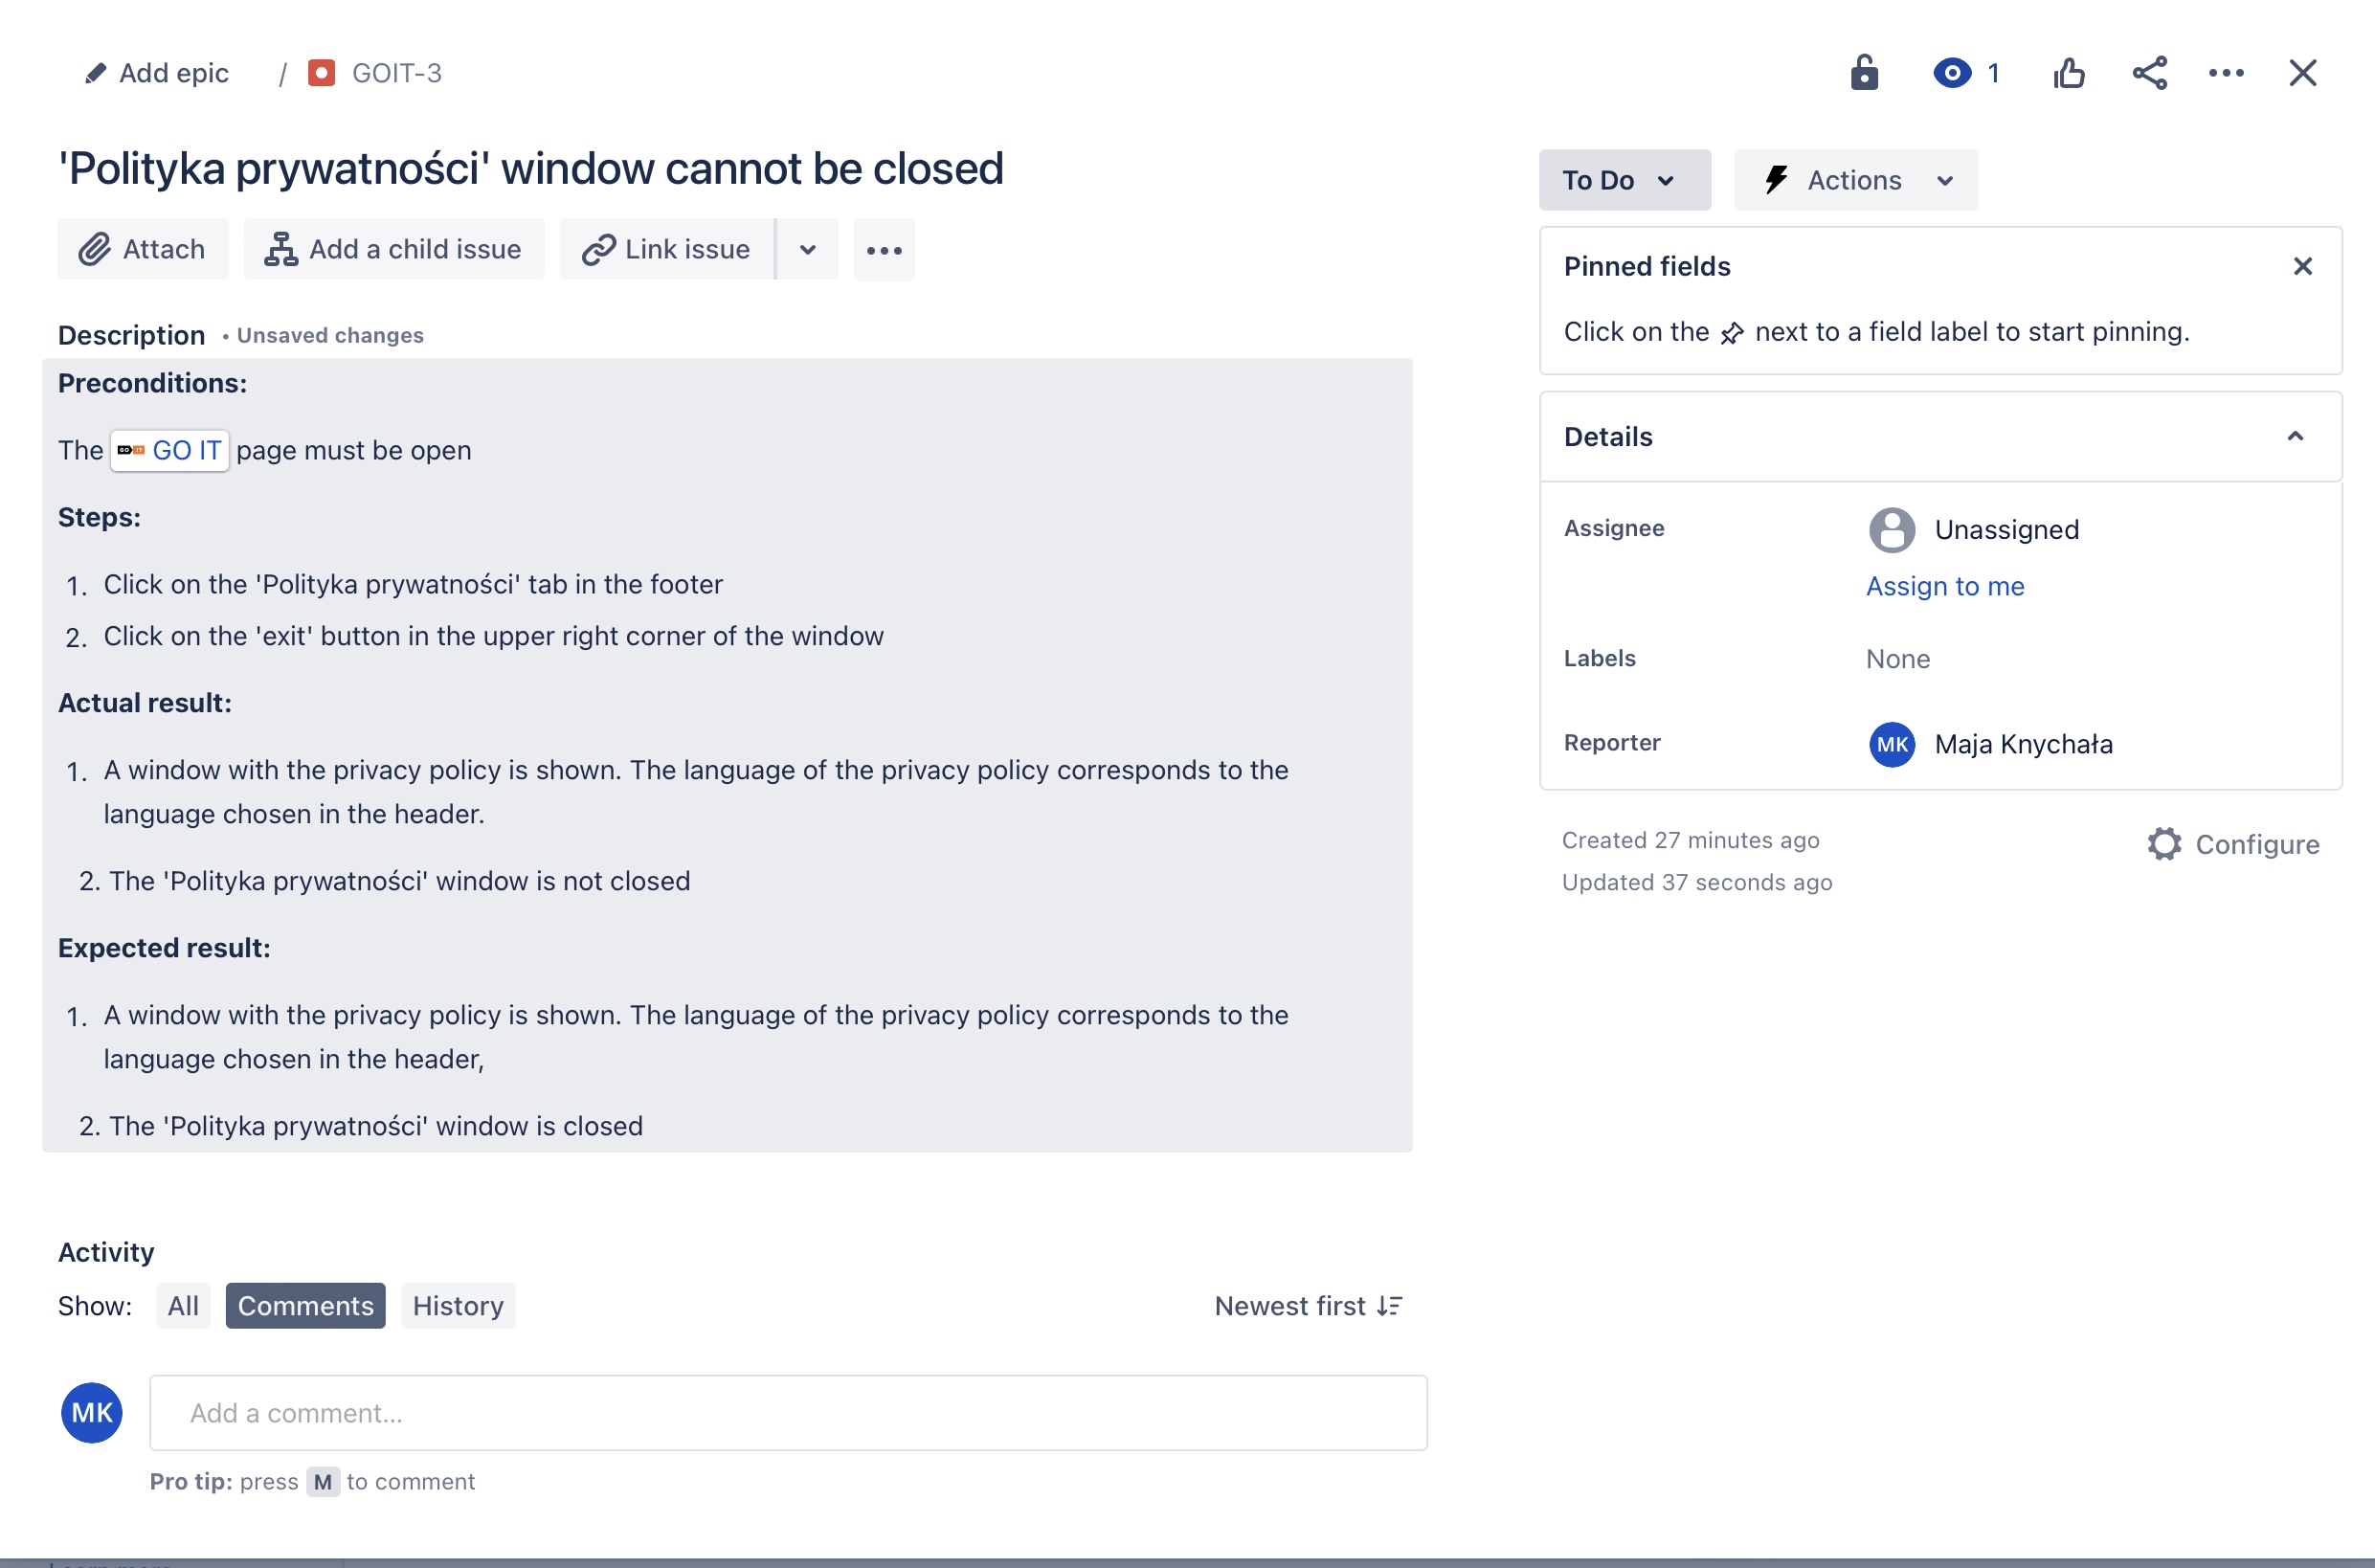 Add epic / GOIT-3
1
'Polityka prywatności' window cannot be closed
Attach Add a child issue Link issue
Description • Unsaved changes
Preconditions:
The GO IT GO IT page must be open
Steps:
1. Click on the 'Polityka prywatności' tab in the footer
2. Click on the 'exit' button in the upper right corner of the window
Actual result:
1. A window with the privacy policy is shown. The language of the privacy policy corresponds to the
language chosen in the header.
2. The 'Polityka prywatności' window is not closed
Expected result:
1. A window with the privacy policy is shown. The language of the privacy policy corresponds to the
language chosen in the header,
2. The 'Polityka prywatności' window is closed
Activity
Show: All Comments History Newest first
MK Add a comment...
Pro tip: press M to comment
To Do Actions
Pinned fields
Click on the next to a field label to start pinning.
Details
Assignee Unassigned
Assign to me
Labels None
Reporter MK Maja Knychała
Created 27 minutes ago Configure
Updated 37 seconds ago